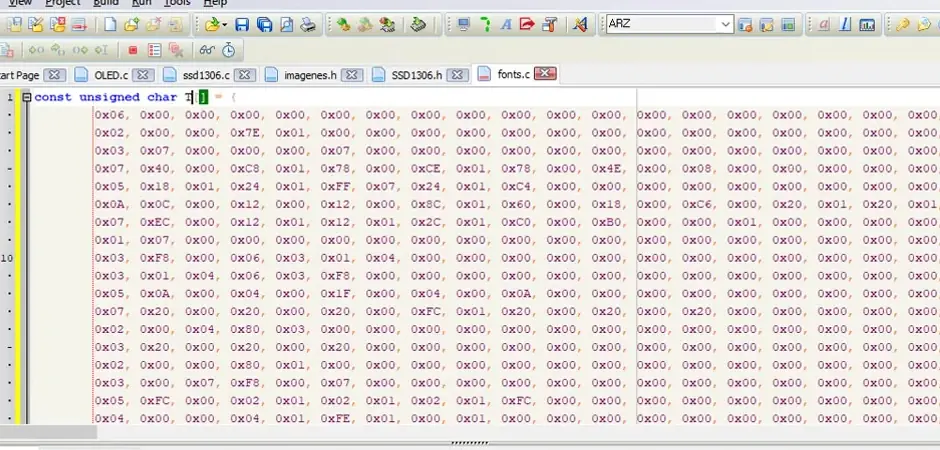 View Project Build Run Tools Help
ARZ
art Page OLED.c ssd1306.c imagenes.h SSD1306.h fonts.c
1 const unsigned char T[] = {
0x06, 0x00, 0x00, 0x00, 0x00, 0x00, 0x00, 0x00, 0x00, 0x00, 0x00, 0x00, 0x00, 0x00, 0x00, 0x00, 0x00, 0x00, 0x00
0x02, 0x00, 0x00, 0x7E, 0x01, 0x00, 0x00, 0x00, 0x00, 0x00, 0x00, 0x00, 0x00, 0x00, 0x00, 0x00, 0x00, 0x00, 0x00
0x03, 0x07, 0x00, 0x00, 0x00, 0x07, 0x00, 0x00, 0x00, 0x00, 0x00, 0x00, 0x00, 0x00, 0x00, 0x00, 0x00, 0x00, 0x00
0x07, 0x40, 0x00, 0xC8, 0x01, 0x78, 0x00, 0xCE, 0x01, 0x78, 0x00, 0x4E, 0x00, 0x08, 0x00, 0x00, 0x00, 0x00, 0x00
0x05, 0x18, 0x01, 0x24, 0x01, 0xFF, 0x07, 0x24, 0x01, 0xC4, 0x00, 0x00, 0x00, 0x00, 0x00, 0x00, 0x00, 0x00, 0x00
0x0A, 0x0C, 0x00, 0x12, 0x00, 0x12, 0x00, 0x8C, 0x01, 0x60, 0x00, 0x18, 0x00, 0xC6, 0x00, 0x20, 0x01, 0x20, 0x01
0x07, 0xEC, 0x00, 0x12, 0x01, 0x12, 0x01, 0x2C, 0x01, 0xC0, 0x00, 0xB0, 0x00, 0x00, 0x01, 0x00, 0x00, 0x00, 0x00
0x01, 0x07, 0x00, 0x00, 0x00, 0x00, 0x00, 0x00, 0x00, 0x00, 0x00, 0x00, 0x00, 0x00, 0x00, 0x00, 0x00, 0x00, 0x00
10 0x03, 0xF8, 0x00, 0x06, 0x03, 0x01, 0x04, 0x00, 0x00, 0x00, 0x00, 0x00, 0x00, 0x00, 0x00, 0x00, 0x00, 0x00, 0x00
0x03, 0x01, 0x04, 0x06, 0x03, 0xF8, 0x00, 0x00, 0x00, 0x00, 0x00, 0x00, 0x00, 0x00, 0x00, 0x00, 0x00, 0x00, 0x00
0x05, 0x0A, 0x00, 0x04, 0x00, 0x1F, 0x00, 0x04, 0x00, 0x0A, 0x00, 0x00, 0x00, 0x00, 0x00, 0x00, 0x00, 0x00, 0x00
0x07, 0x20, 0x00, 0x20, 0x00, 0x20, 0x00, 0xFC, 0x01, 0x20, 0x00, 0x20, 0x00, 0x20, 0x00, 0x00, 0x00, 0x00, 0x00
0x02, 0x00, 0x04, 0x80, 0x03, 0x00, 0x00, 0x00, 0x00, 0x00, 0x00, 0x00, 0x00, 0x00, 0x00, 0x00, 0x00, 0x00, 0x00
0x03, 0x20, 0x00, 0x20, 0x00, 0x20, 0x00, 0x00, 0x00, 0x00, 0x00, 0x00, 0x00, 0x00, 0x00, 0x00, 0x00, 0x00, 0x00
0x02, 0x00, 0x00, 0x80, 0x01, 0x00, 0x00, 0x00, 0x00, 0x00, 0x00, 0x00, 0x00, 0x00, 0x00, 0x00, 0x00, 0x00, 0x00
0x03, 0x00, 0x07, 0xF8, 0x00, 0x07, 0x00, 0x00, 0x00, 0x00, 0x00, 0x00, 0x00, 0x00, 0x00, 0x00, 0x00, 0x00, 0x00
0x05, 0xFC, 0x00, 0x02, 0x01, 0x02, 0x01, 0x02, 0x01, 0xFC, 0x00, 0x00, 0x00, 0x00, 0x00, 0x00, 0x00, 0x00, 0x00
0x04, 0x00, 0x00, 0x04, 0x01, 0xFE, 0x01, 0x00, 0x01, 0x00, 0x00, 0x00, 0x00, 0x00, 0x00, 0x00, 0x00, 0x00, 0x00